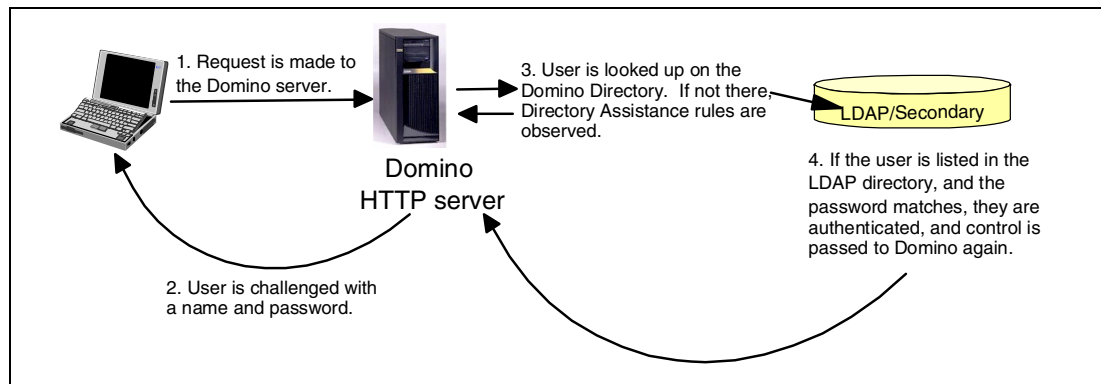 1. Request is made to
the Domino server.
3. User is looked up on the
Domino Directory.  If not there,
Directory Assistance rules are
observed.
LDAP/Secondary
Domino
HTTP server
4. If the user is listed in the
LDAP directory, and the
password matches, they are
authenticated, and control is
passed to Domino again.
2. User is challenged with
a name and password.